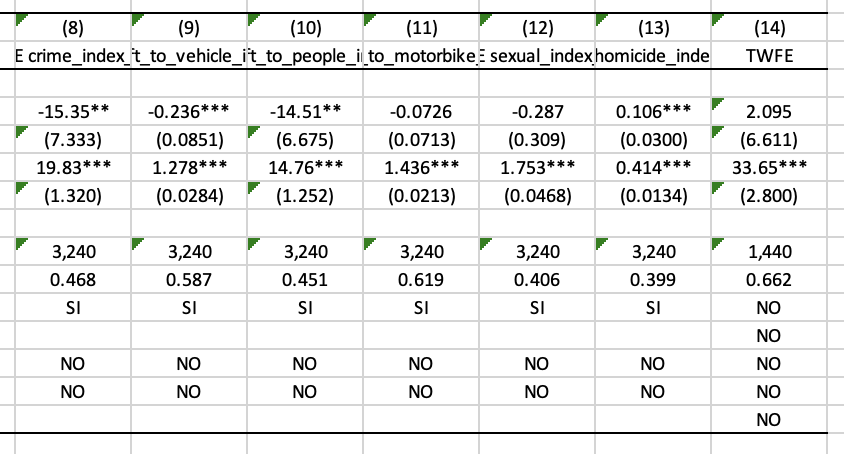 (8) (9) (10) (11) (12) (13) (14)
E crime_index_ ft_to_vehicle_i ft_to_people_i _to_motorbike_ E sexual_index_ homicide_inde TWFE
-15.35** -0.236*** -14.51** -0.0726 -0.287 0.106*** 2.095
(7.333) (0.0851) (6.675) (0.0713) (0.309) (0.0300) (6.611)
19.83*** 1.278*** 14.76*** 1.436*** 1.753*** 0.414*** 33.65***
(1.320) (0.0284) (1.252) (0.0213) (0.0468) (0.0134) (2.800)
3,240 3,240 3,240 3,240 3,240 3,240 1,440
0.468 0.587 0.451 0.619 0.406 0.399 0.662
SI SI SI SI SI SI NO
NO
NO NO NO NO NO NO NO
NO NO NO NO NO NO NO
NO